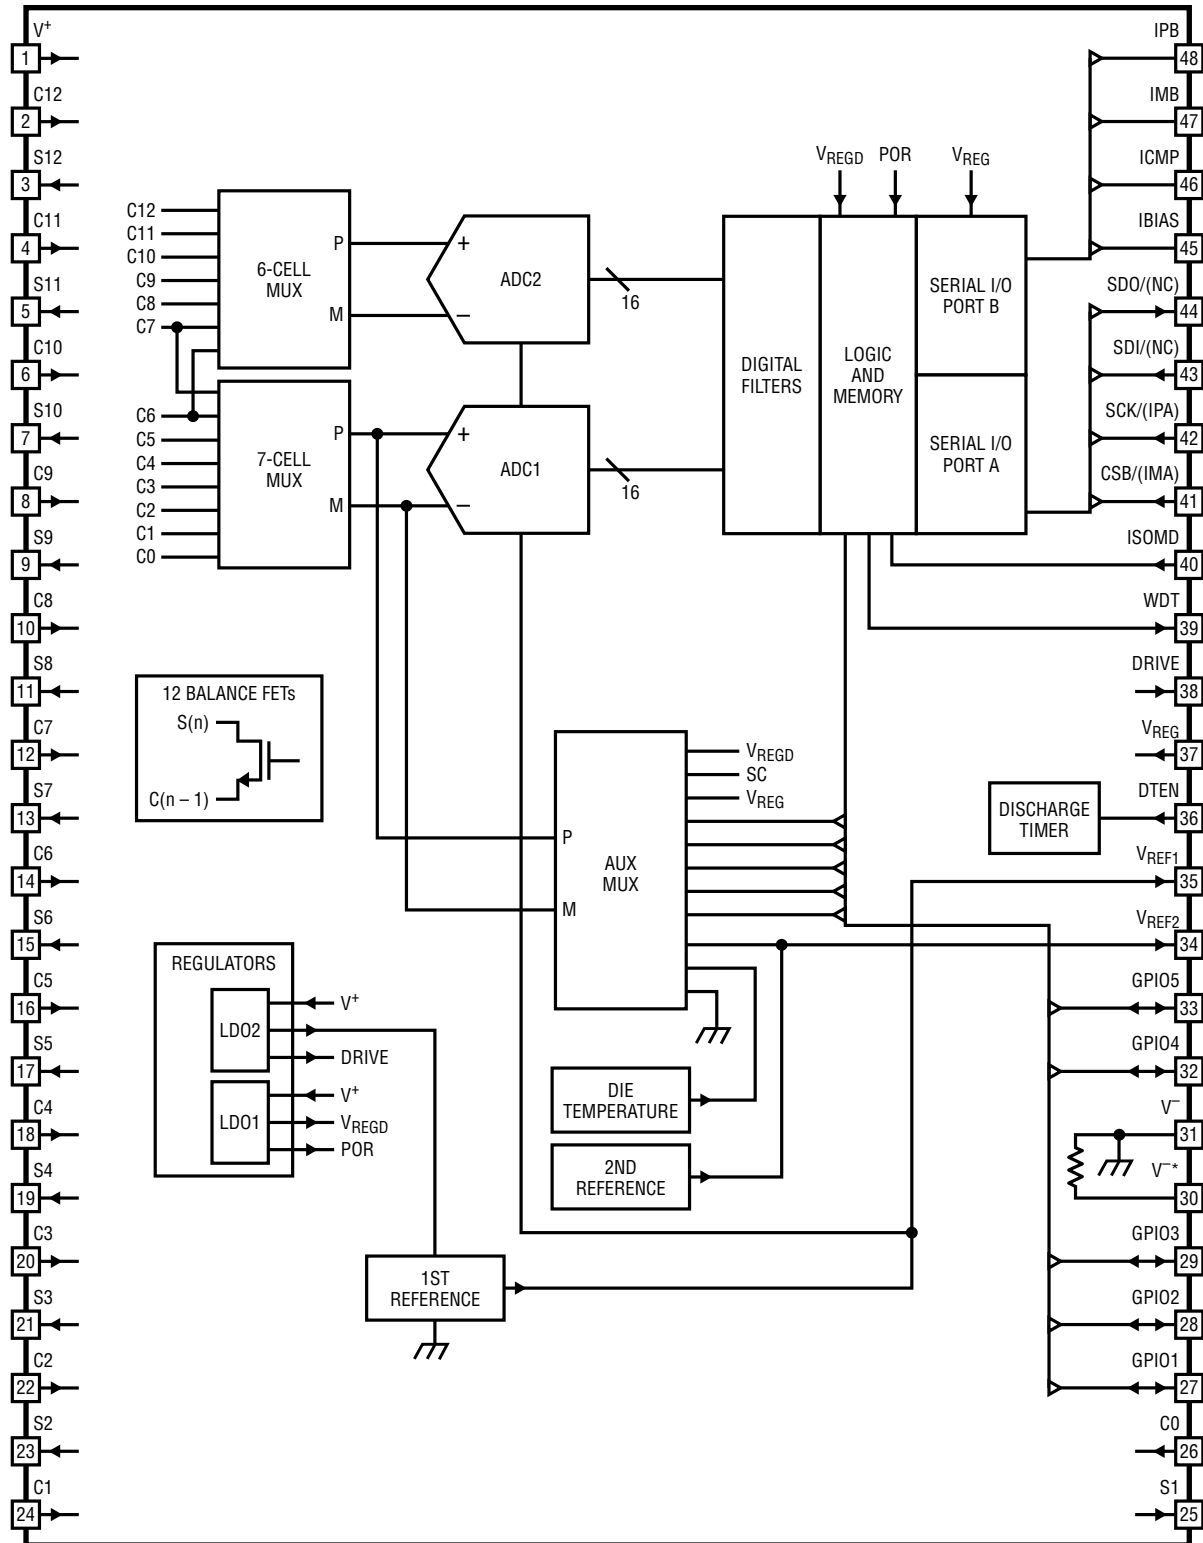 V+
1
C12
2
S12
3
C11
4
S11
5
C10
6
S10
7
C9
8
S9
9
C8
10
S8
11
C7
12
S7
13
C6
14
S6
15
C5
16
S5
17
C4
18
S4
19
C3
20
S3
21
C2
22
S2
23
C1
24
C12
C11
C10
C9
C8
C7
C6
C5
C4
C3
C2
C1
C0
6-CELL
MUX
P
M
7-CELL
MUX
P
M
+
ADC2
–
16
+
ADC1
–
16
VREGD
POR
VREG
DIGITAL
FILTERS
LOGIC
AND
MEMORY
SERIAL I/O
PORT B
SERIAL I/O
PORT A
12 BALANCE FETs
S(n)
C(n – 1)
P
AUX
MUX
M
VREGD
SC
VREG
DISCHARGE
TIMER
REGULATORS
LDO2
V+
DRIVE
LDO1
V+
VREGD
POR
DIE
TEMPERATURE
2ND
REFERENCE
1ST
REFERENCE
IPB
48
IMB
47
ICMP
46
IBIAS
45
SDO/(NC)
44
SDI/(NC)
43
SCK/(IPA)
42
CSB/(IMA)
41
ISOMD
40
WDT
39
DRIVE
38
VREG
37
DTEN
36
VREF1
35
VREF2
34
GPIO5
33
GPIO4
32
V–
31
V–*
30
GPIO3
29
GPIO2
28
GPIO1
27
C0
26
S1
25